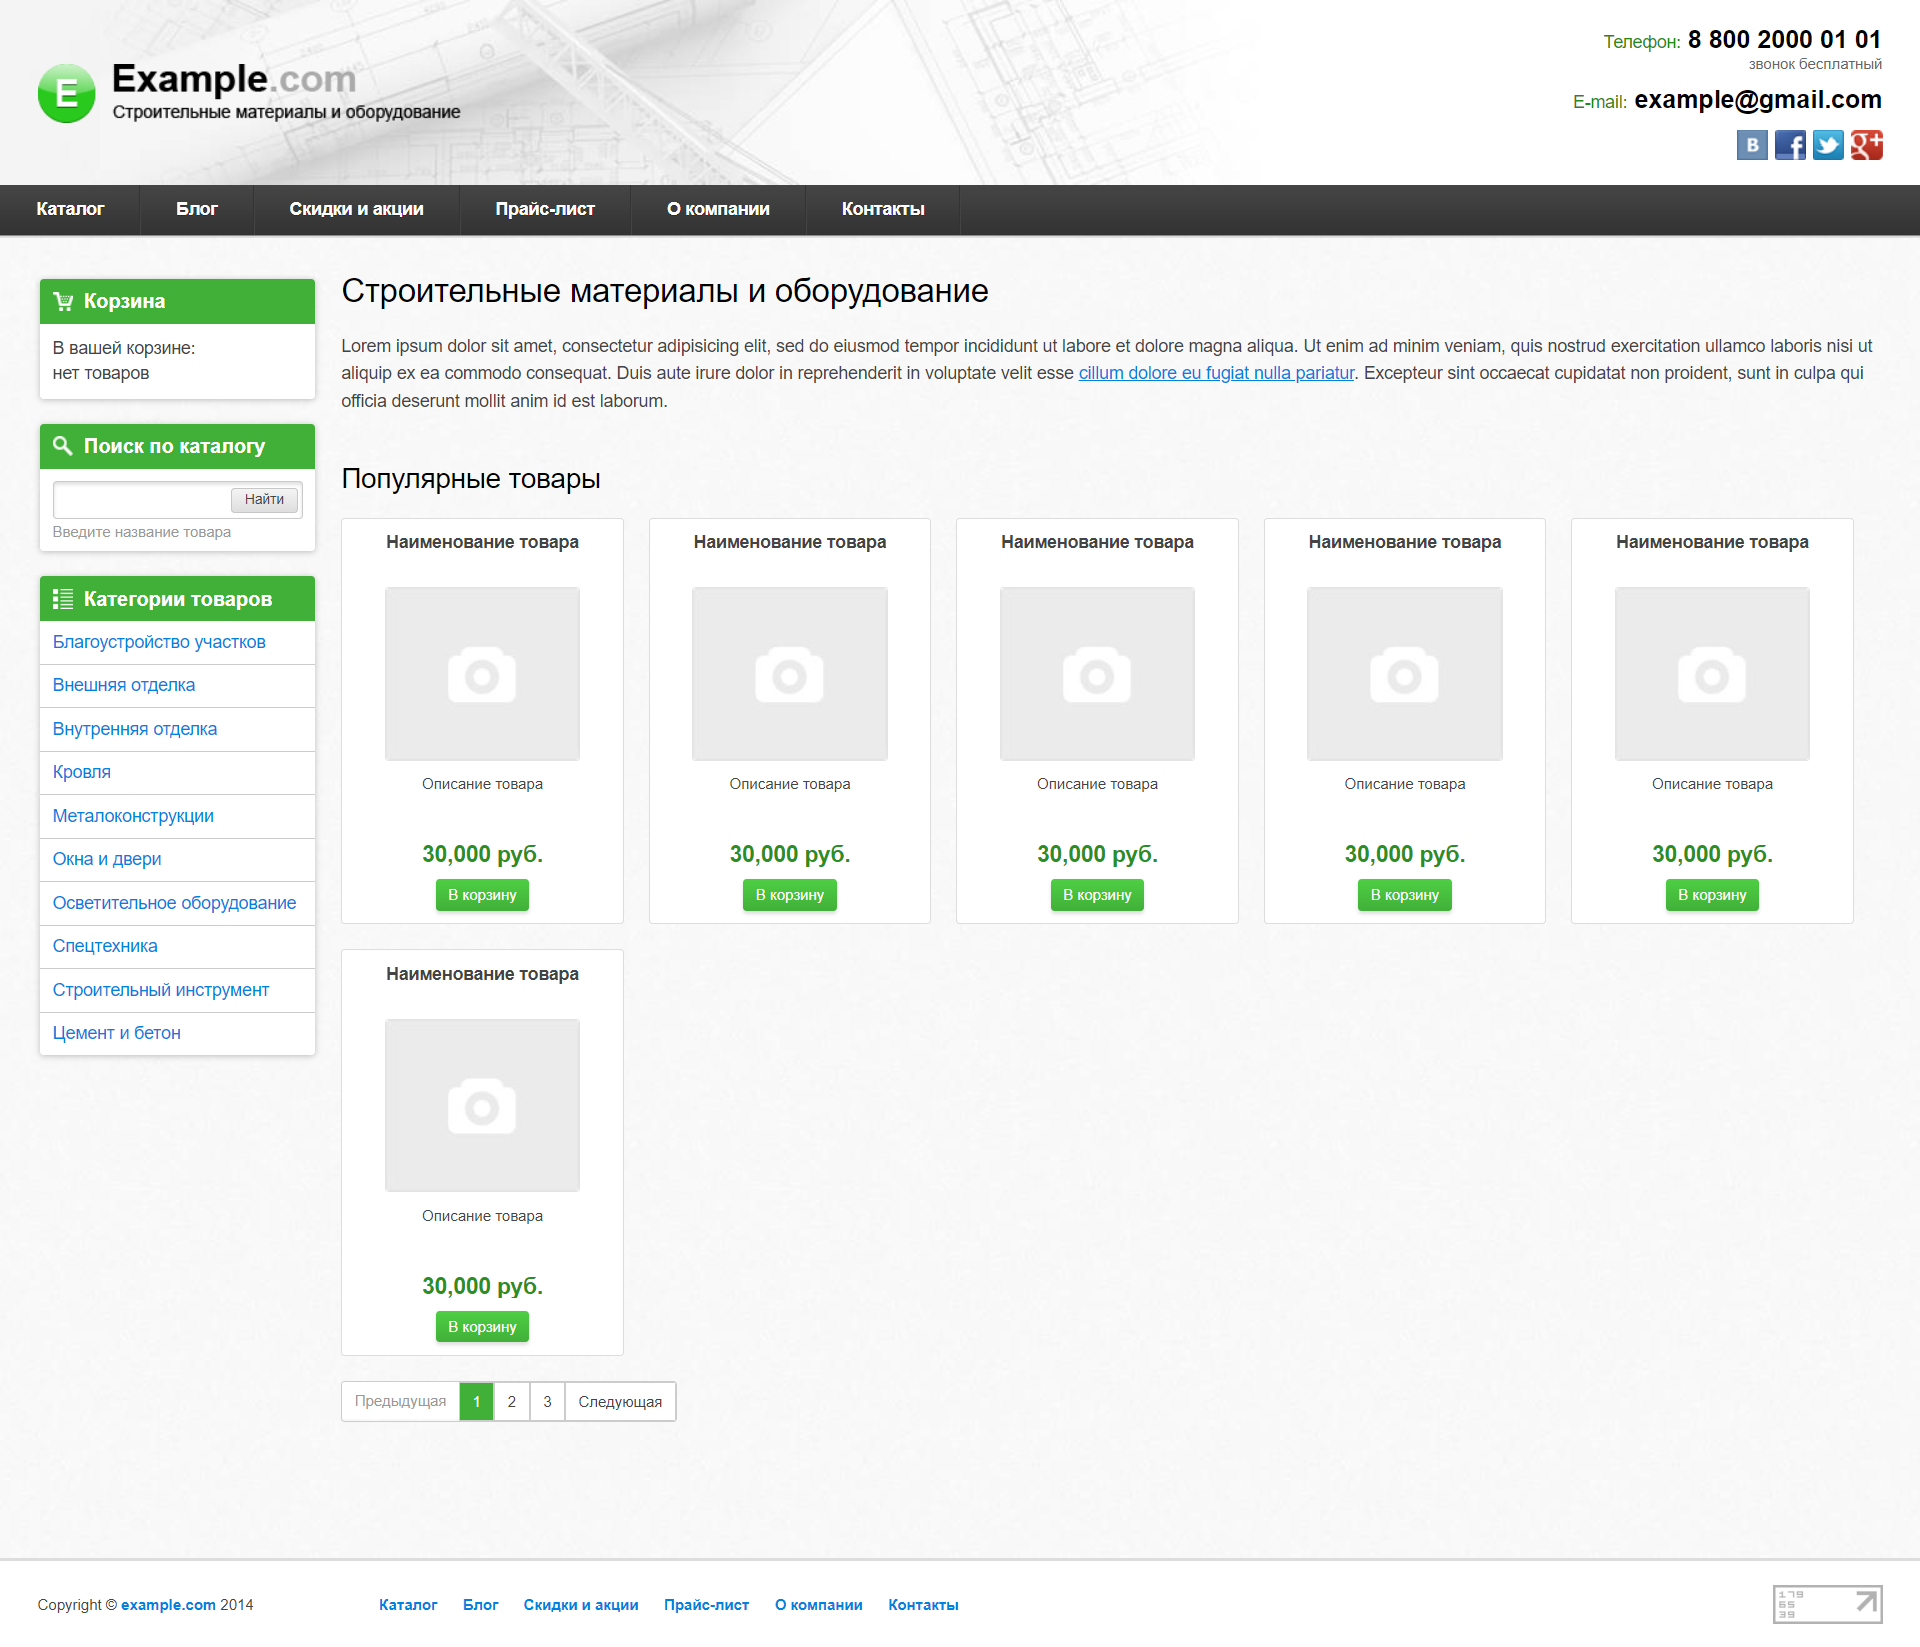 E
Example.com
Строительные материалы и оборудование
Телефон: 8 800 2000 01 01
звонок бесплатный
E-mail: example@gmail.com
Каталог
Блог
Скидки и акции
Прайс-лист
О компании
Контакты
Корзина
В вашей корзине:
нет товаров
Поиск по каталогу
Найти
Введите название товара
Категории товаров
Благоустройство участков
Внешняя отделка
Внутренняя отделка
Кровля
Металоконструкции
Окна и двери
Осветительное оборудование
Спецтехника
Строительный инструмент
Цемент и бетон
Строительные материалы и оборудование
Lorem ipsum dolor sit amet, consectetur adipisicing elit, sed do eiusmod tempor incididunt ut labore et dolore magna aliqua. Ut enim ad minim veniam, quis nostrud exercitation ullamco laboris nisi ut
aliquip ex ea commodo consequat. Duis aute irure dolor in reprehenderit in voluptate velit esse cillum dolore eu fugiat nulla pariatur. Excepteur sint occaecat cupidatat non proident, sunt in culpa qui
officia deserunt mollit anim id est laborum.
Популярные товары
Наименование товара
Описание товара
30,000 руб.
В корзину
Наименование товара
Описание товара
30,000 руб.
В корзину
Наименование товара
Описание товара
30,000 руб.
В корзину
Наименование товара
Описание товара
30,000 руб.
В корзину
Наименование товара
Описание товара
30,000 руб.
В корзину
Наименование товара
Описание товара
30,000 руб.
В корзину
Предыдущая 1 2 3 Следующая
Copyright © example.com 2014
Каталог
Блог
Скидки и акции
Прайс-лист
О компании
Контакты
179
65
39